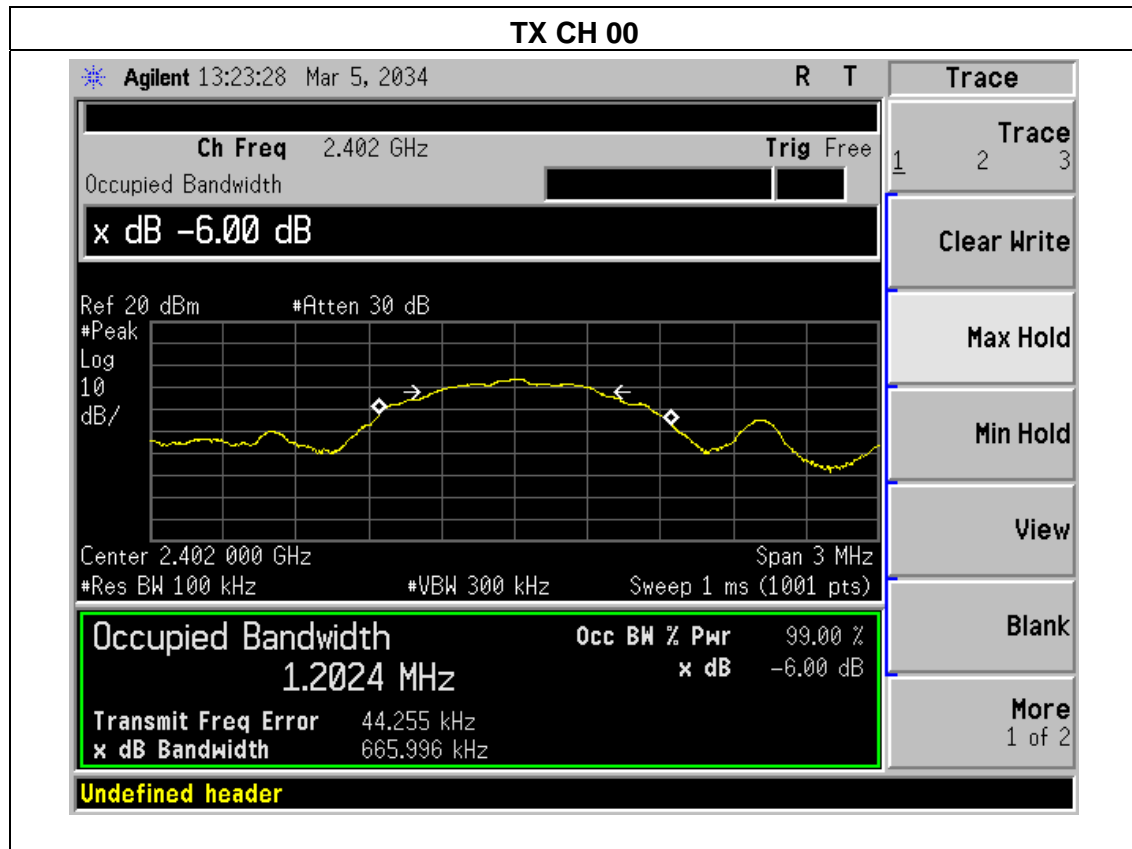 TX CH 00
Agilent 13:23:28 Mar 5, 2034 R T
Trace
Ch Freq 2.402 GHz Trig Free
Occupied Bandwidth
x dB -6.00 dB
Ref 20 dBm #Atten 30 dB
#Peak
Log
10
dB/
Center 2.402 000 GHz Span 3 MHz
#Res BW 100 kHz #VBW 300 kHz Sweep 1 ms (1001 pts)
Occupied Bandwidth
1.2024 MHz
Occ BW % Pwr 99.00 %
x dB -6.00 dB
Transmit Freq Error 44.255 kHz
x dB Bandwidth 665.996 kHz
Undefined header
Trace
1 2 3
Clear Write
Max Hold
Min Hold
View
Blank
More
1 of 2